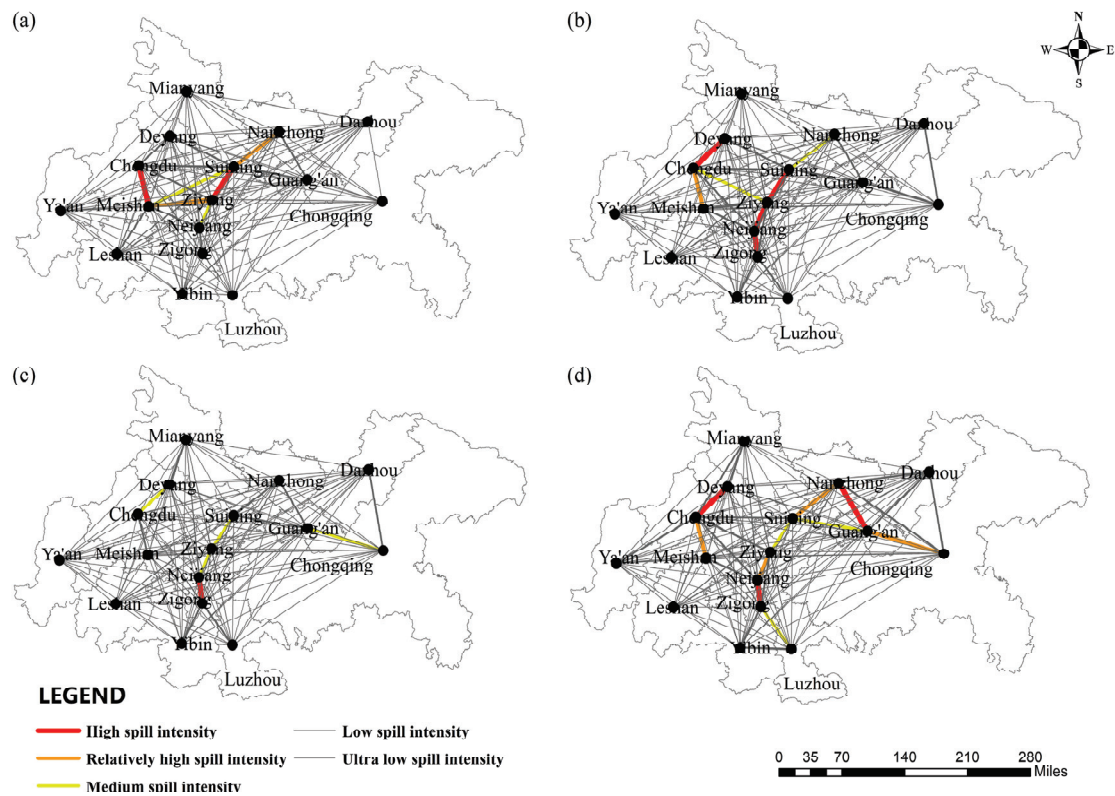 (a)
(b)
N
W E
S
Mianyang
Dazhou
Deyang
Nanchong
Chengdu
Suining
Guang'an
Ya'an
Meishan
Ziyang
Chongqing
Neijiang
Leshan
Zigong
Yibin
Luzhou
Mianyang
Dazhou
Deyang
Nanchong
Chengdu
Suining
Guang'an
Ya'an
Meishan
Ziyang
Chongqing
Neijiang
Leshan
Zigong
Yibin
Luzhou
(c)
(d)
Mianyang
Dazhou
Deyang
Nanchong
Chengdu
Suining
Guang'an
Ya'an
Meishan
Ziyang
Chongqing
Neijiang
Leshan
Zigong
Yibin
Luzhou
Mianyang
Dazhou
Deyang
Nanchong
Chengdu
Suining
Guang'an
Ya'an
Meishan
Ziyang
Chongqing
Neijiang
Leshan
Zigong
Yibin
Luzhou
LEGEND
High spill intensity
Low spill intensity
Relatively high spill intensity
Ultra low spill intensity
Medium spill intensity
0 35 70 140 210 280
Miles